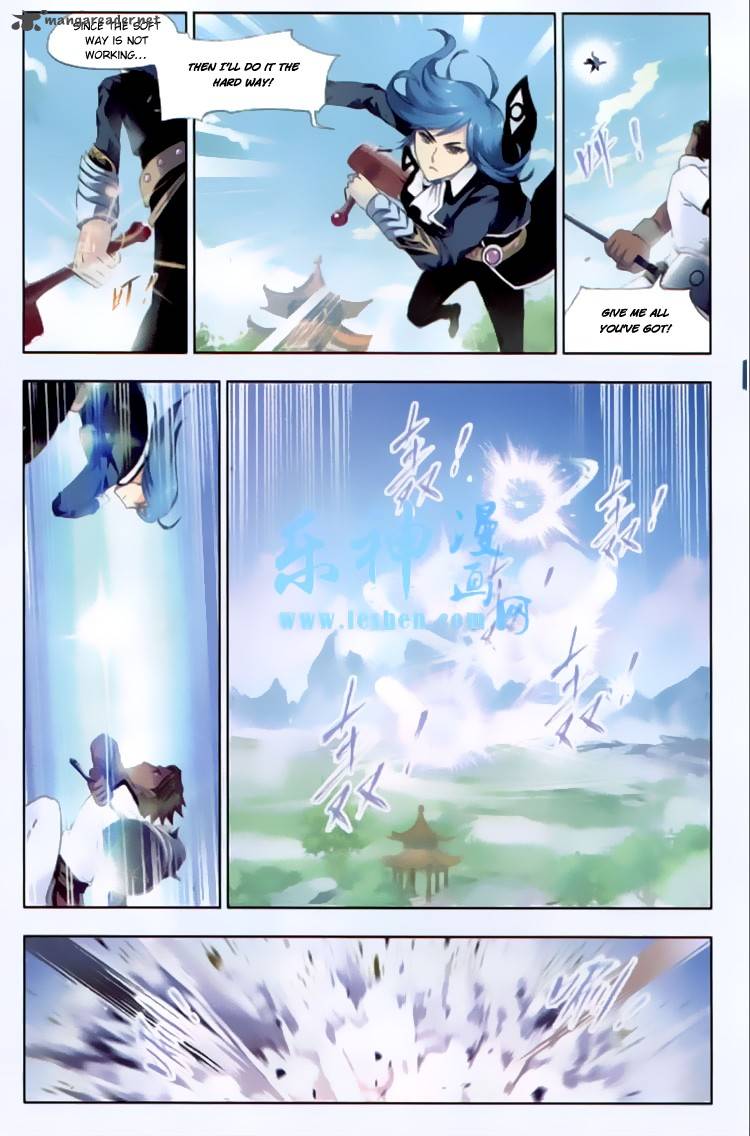 mangareader.net
SINCE THE SOFT
WAY IS NOT
WORKING...
THEN I'LL DO IT THE
HARD WAY!
GIVE ME ALL
YOU'VE GOT!
叮!
呼!
轰!
轰!
轰!
轰!
乐神漫画网
www.leshen.com